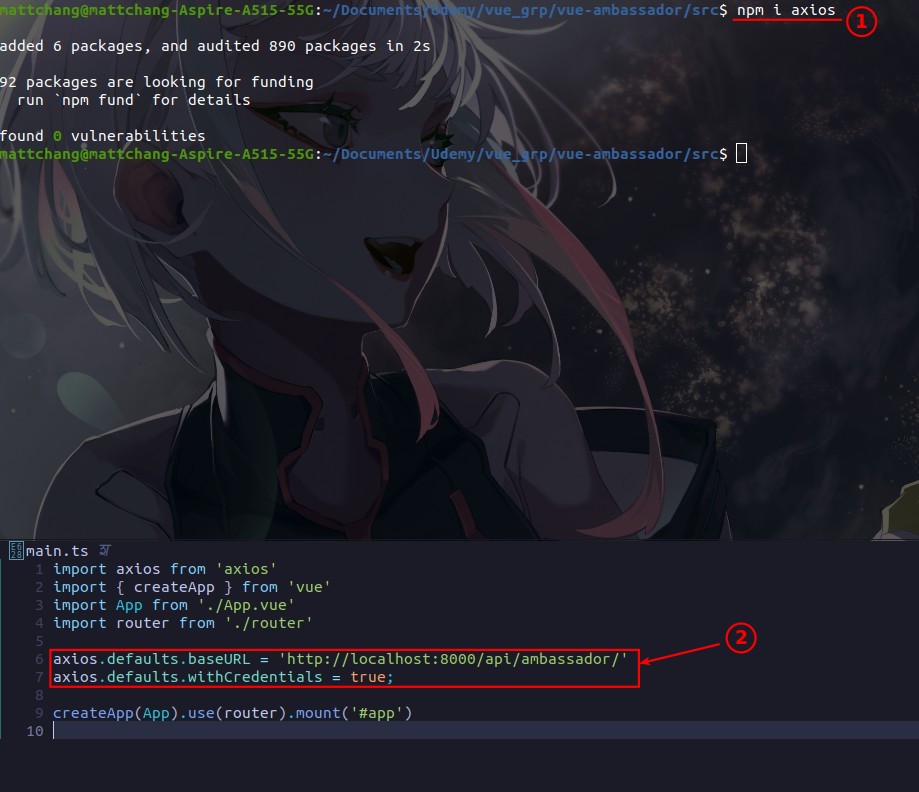 mattchang@mattchang-Aspire-A515-55G:~/Documents/Udemy/vue_grp/vue-ambassador/src$ npm i axios
1
added 6 packages, and audited 890 packages in 2s
92 packages are looking for funding
run `npm fund` for details
found 0 vulnerabilities
mattchang@mattchang-Aspire-A515-55G:~/Documents/Udemy/vue_grp/vue-ambassador/src$
main.ts
1 import axios from 'axios'
2 import { createApp } from 'vue'
3 import App from './App.vue'
4 import router from './router'
5
2
6 axios.defaults.baseURL = 'http://localhost:8000/api/ambassador/'
7 axios.defaults.withCredentials = true;
8
9 createApp(App).use(router).mount('#app')
10